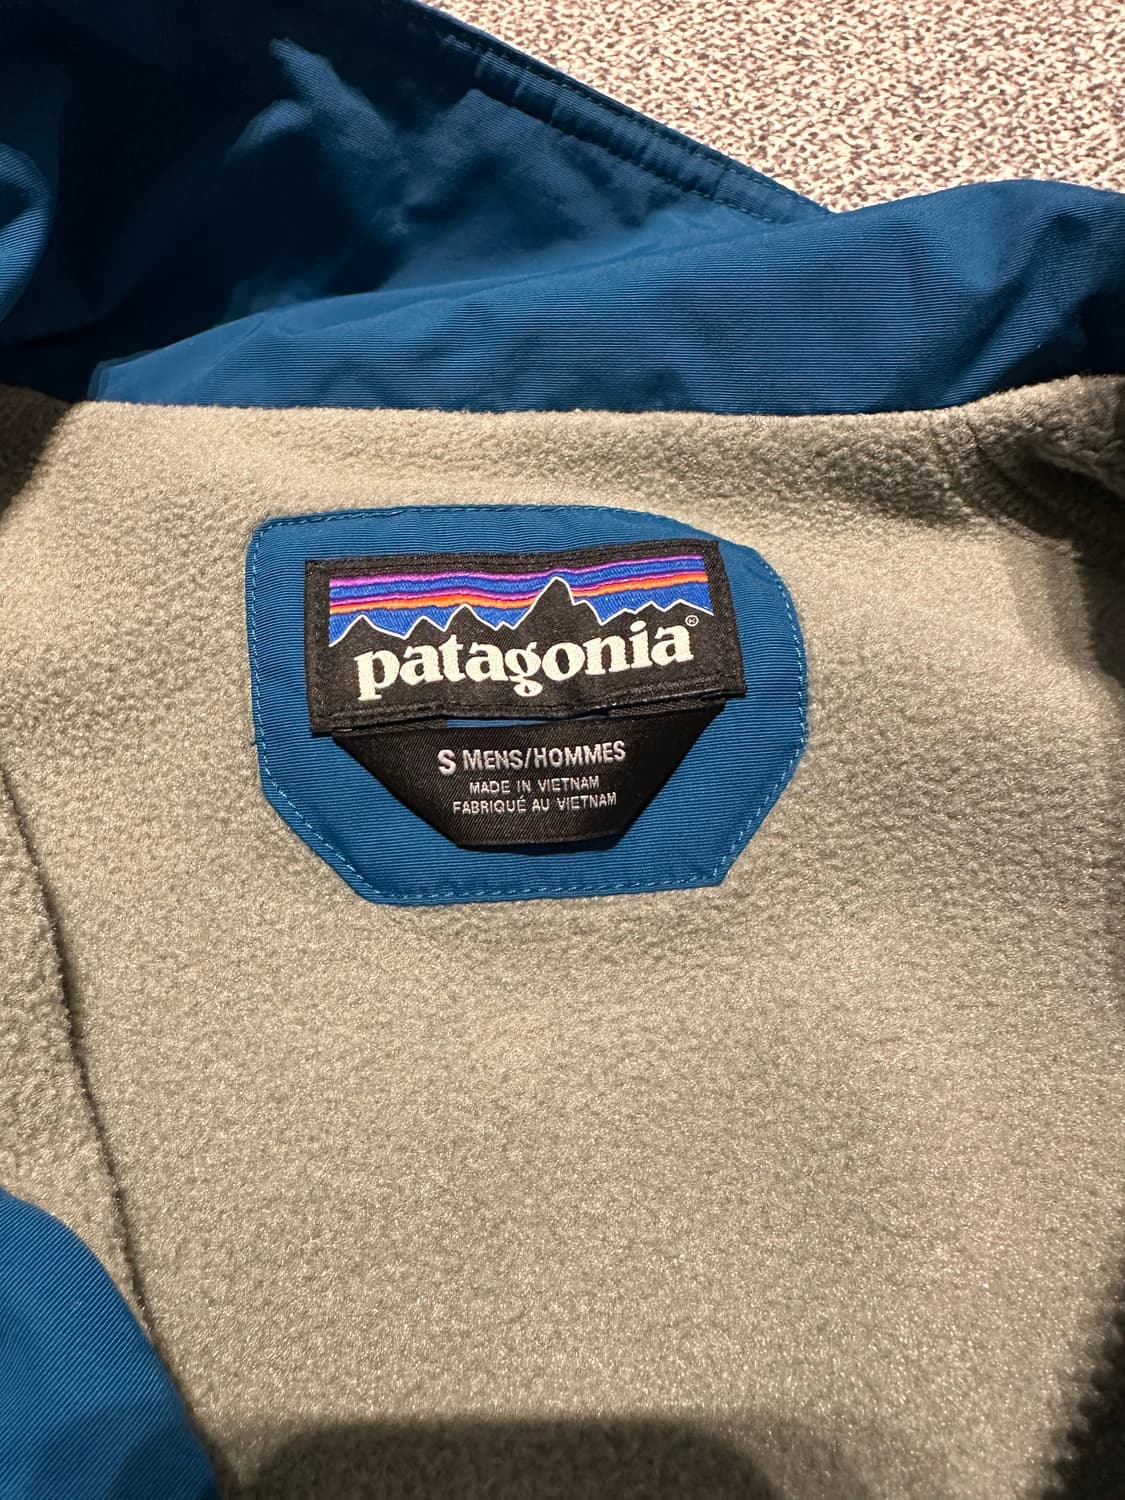 patagonia®
S MENS/HOMMES
MADE IN VIETNAM
FABRIQUÉ AU VIETNAM